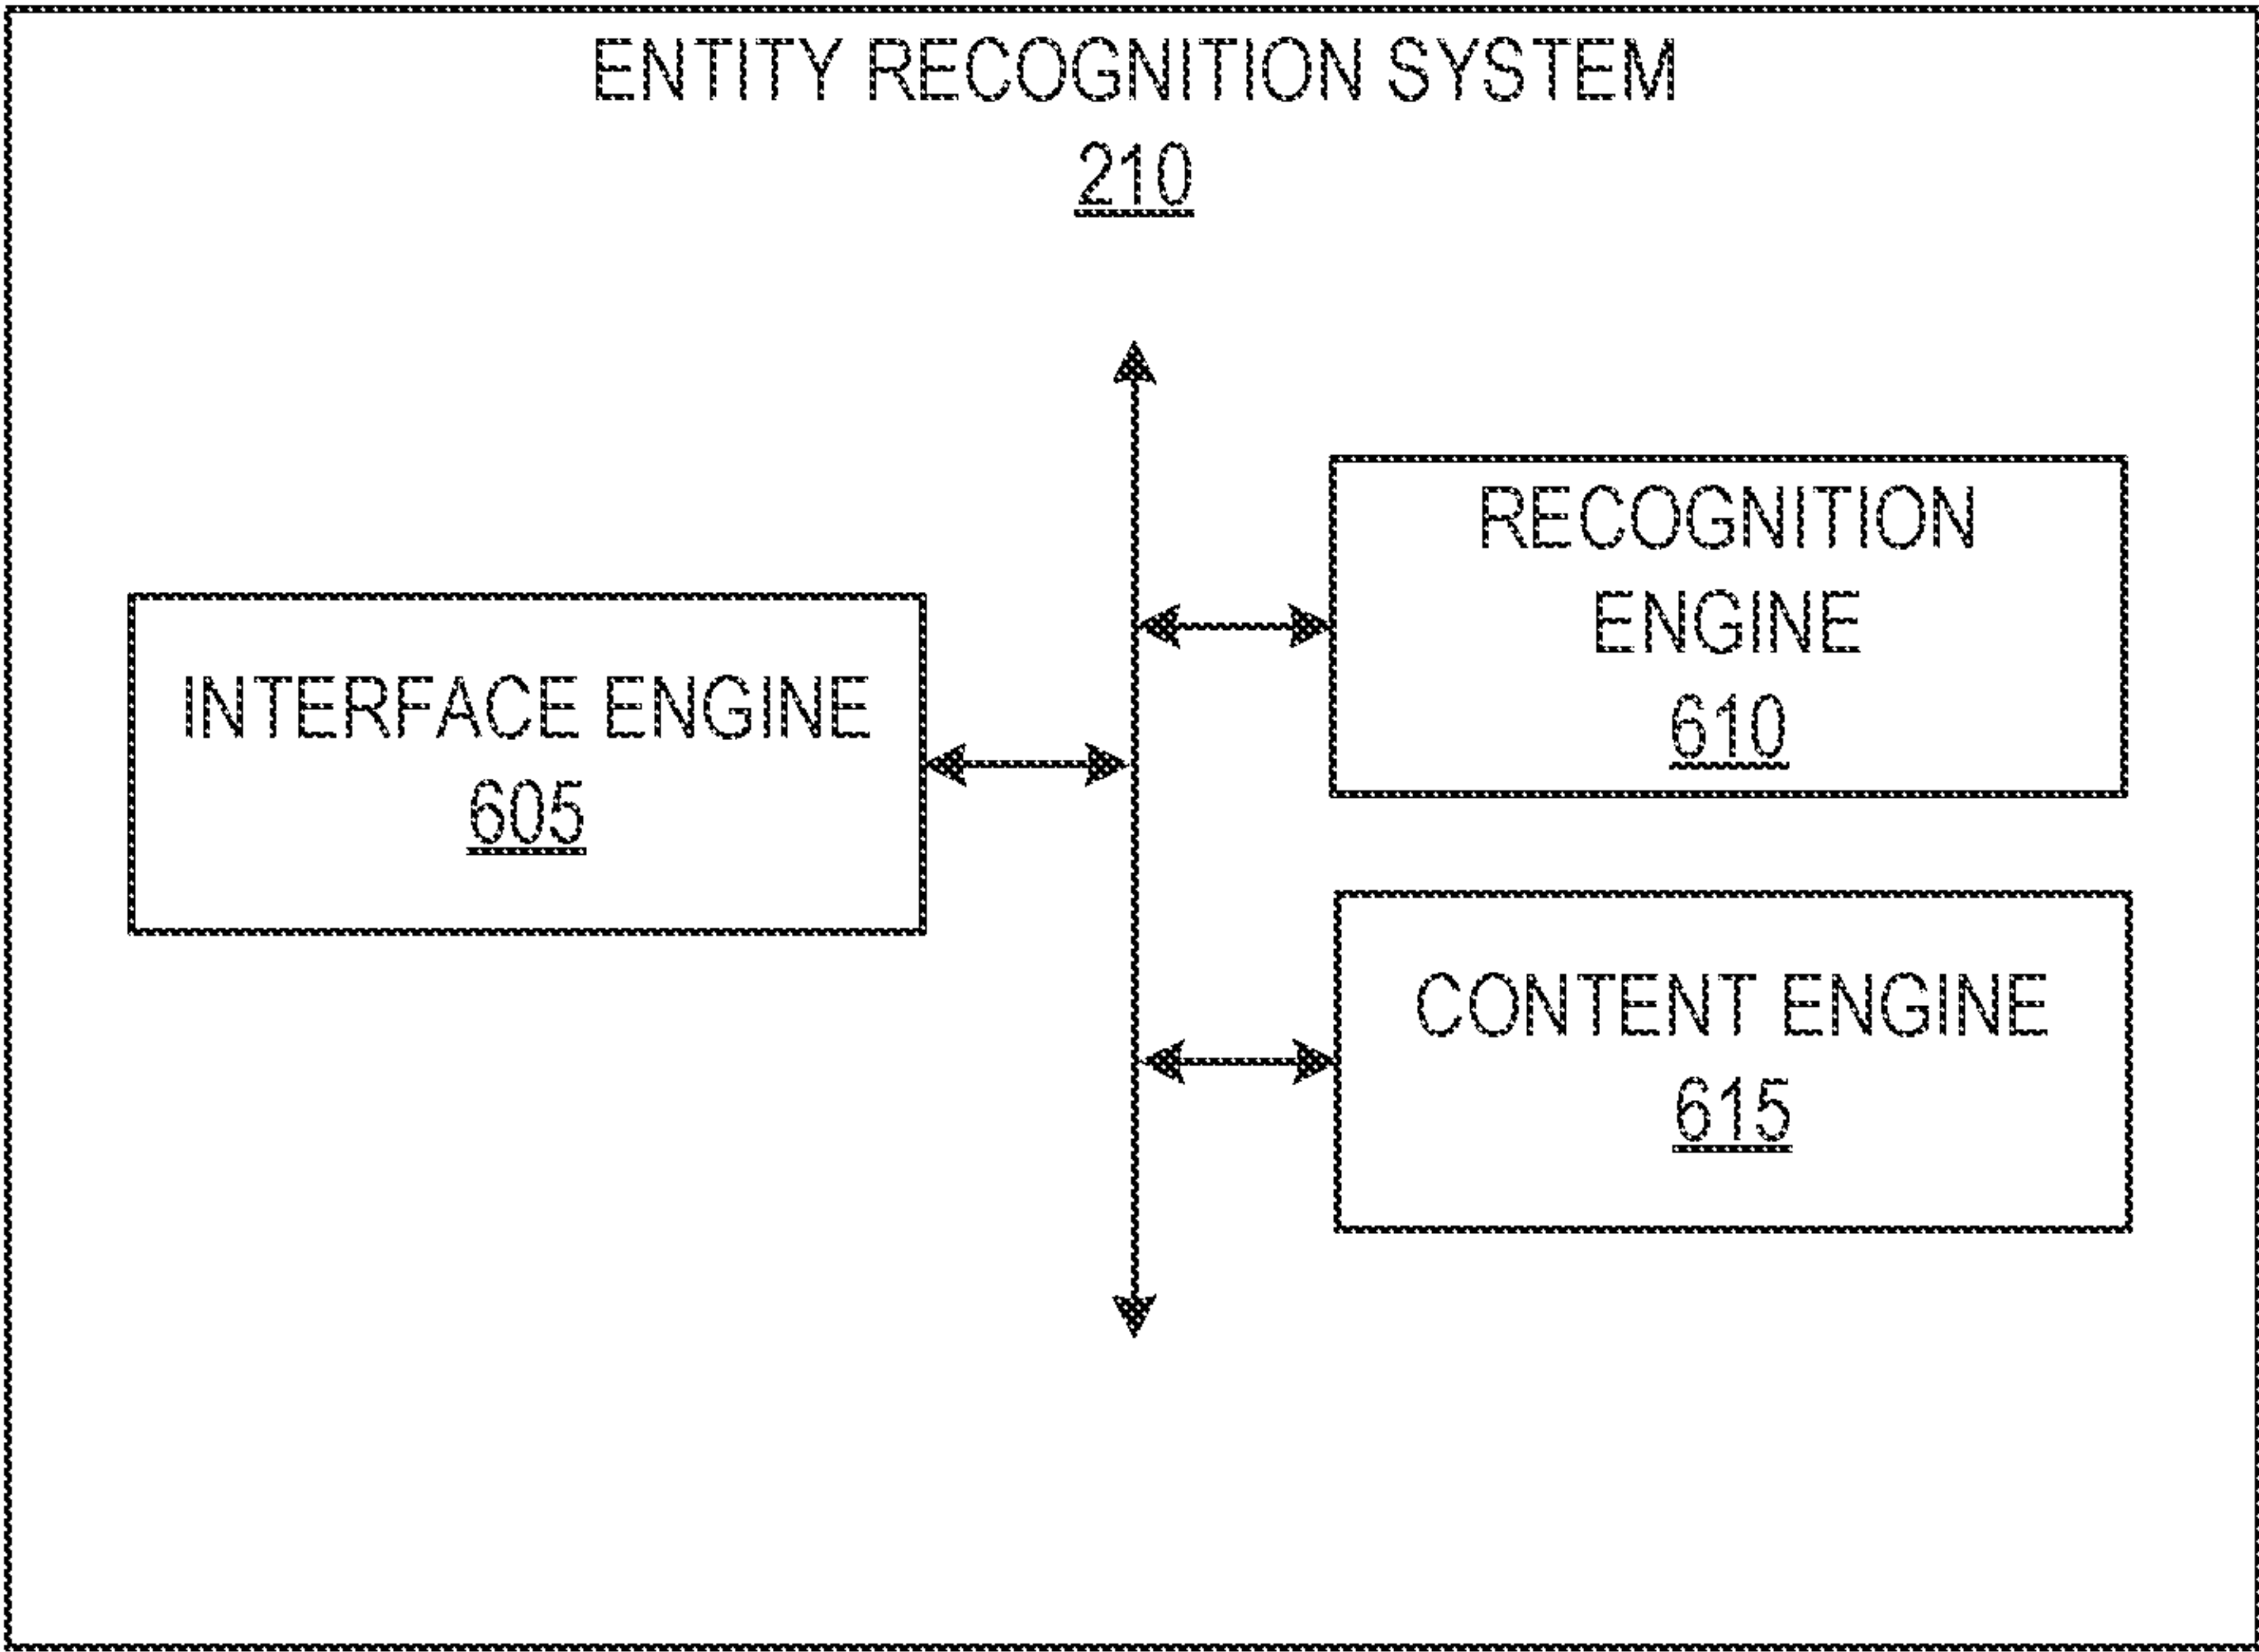 ENTITY RECOGNITION SYSTEM
210
RECOGNITION
ENGINE
610
INTERFACE ENGINE
605
CONTENT ENGINE
615